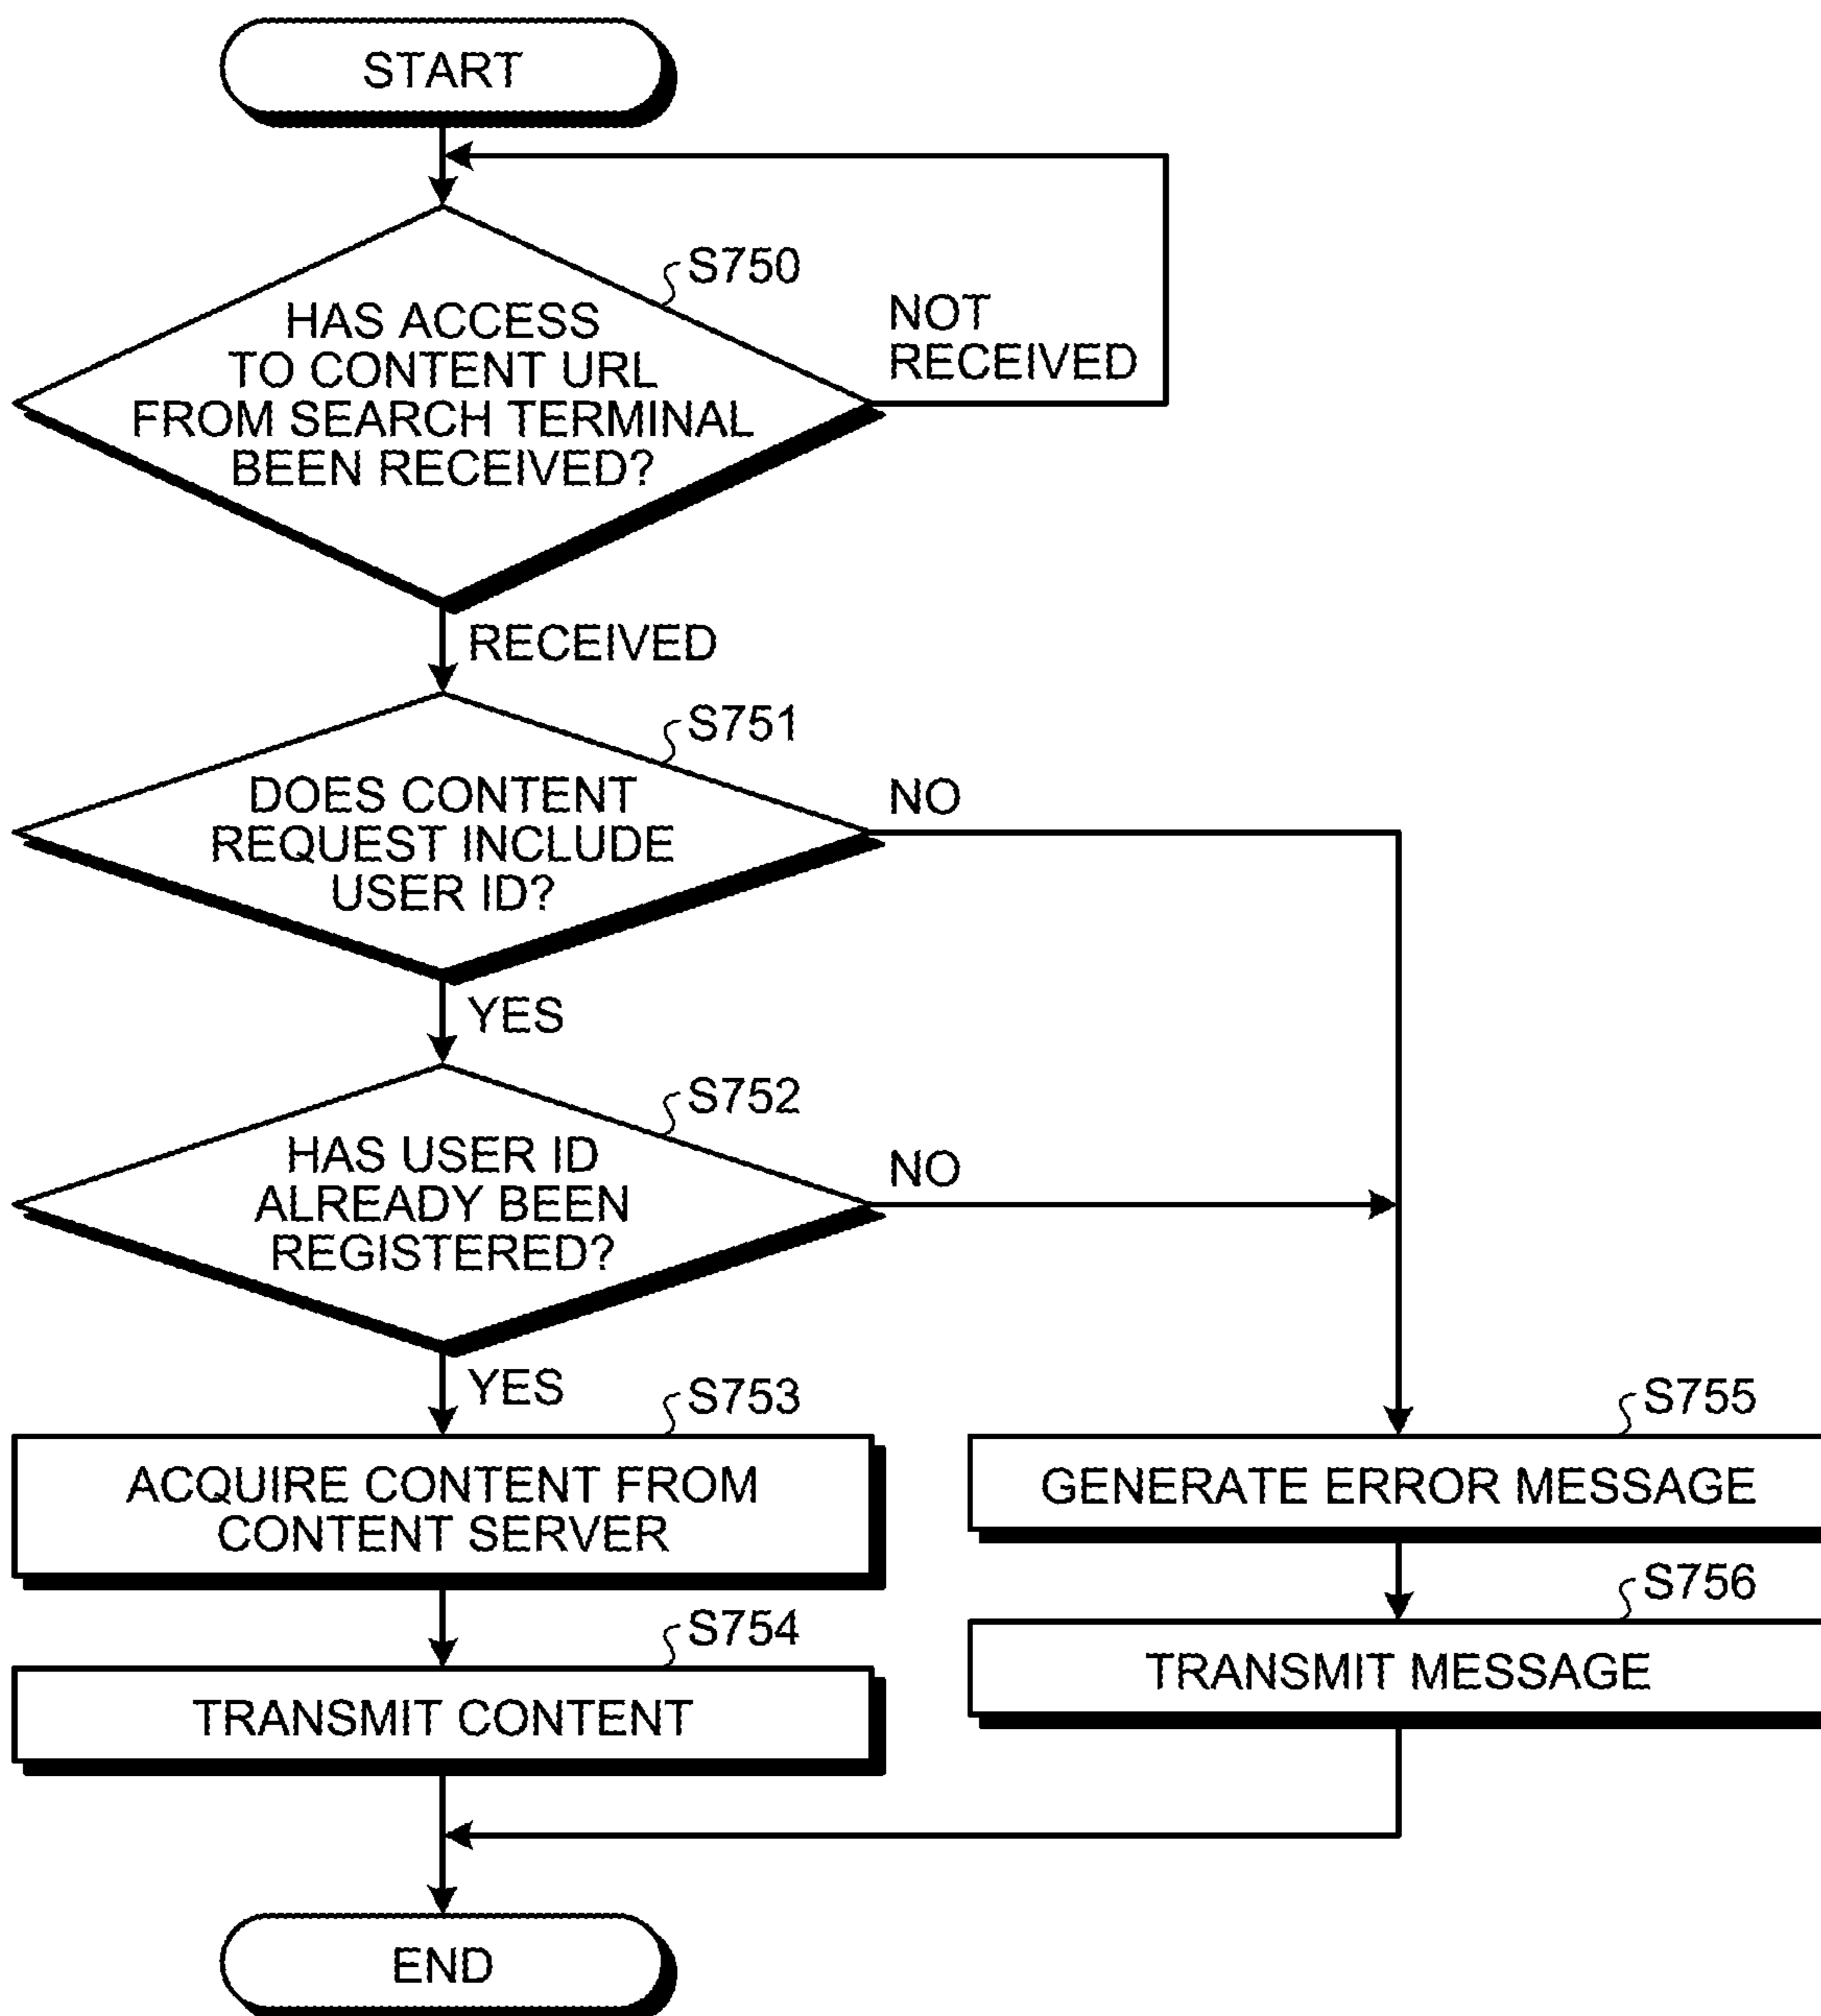 START
S750
HAS ACCESS
TO CONTENT URL
FROM SEARCH TERMINAL
BEEN RECEIVED?
NOT
RECEIVED
RECEIVED
S751
DOES CONTENT
REQUEST INCLUDE
USER ID?
NO
YES
S752
HAS USER ID
ALREADY BEEN
REGISTERED?
NO
YES
S753
ACQUIRE CONTENT FROM
CONTENT SERVER
S755
GENERATE ERROR MESSAGE
S754
TRANSMIT CONTENT
S756
TRANSMIT MESSAGE
END